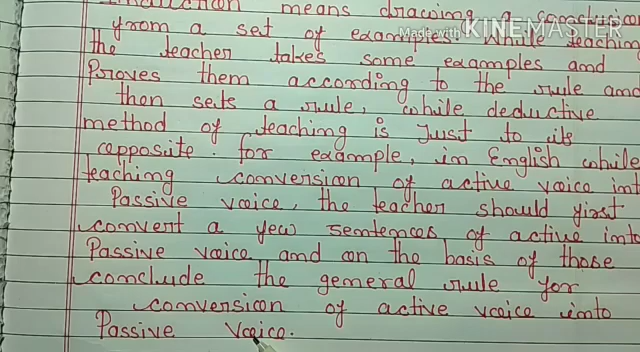 means drawing a conclusion
from a set of examples. While teaching
Made with KINEMASTER
the teacher takes some examples and
Proves them according to the rule and
then sets a rule, while deductive
method of teaching is Just to its
opposite. for example, in English while
teaching conversion of active voice int
Passive voice, the teacher should first
convert a few sentences of active into
Passive voice and on the basis of those
conclude the general rule for
conversion of active voice into
Passive Voice.